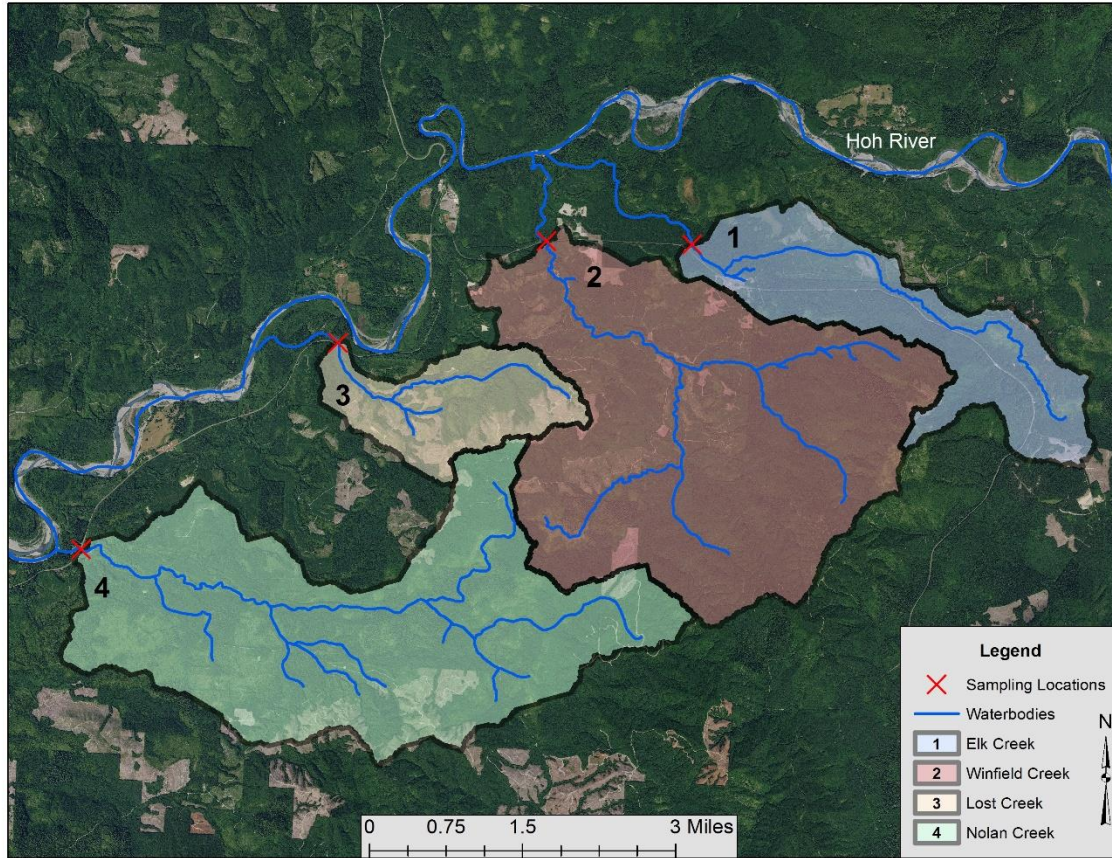 Hoh River
1
2
3
4
Legend
Sampling Locations
Waterbodies
1 Elk Creek
2 Winfield Creek
3 Lost Creek
4 Nolan Creek
N
0 0.75 1.5 3 Miles